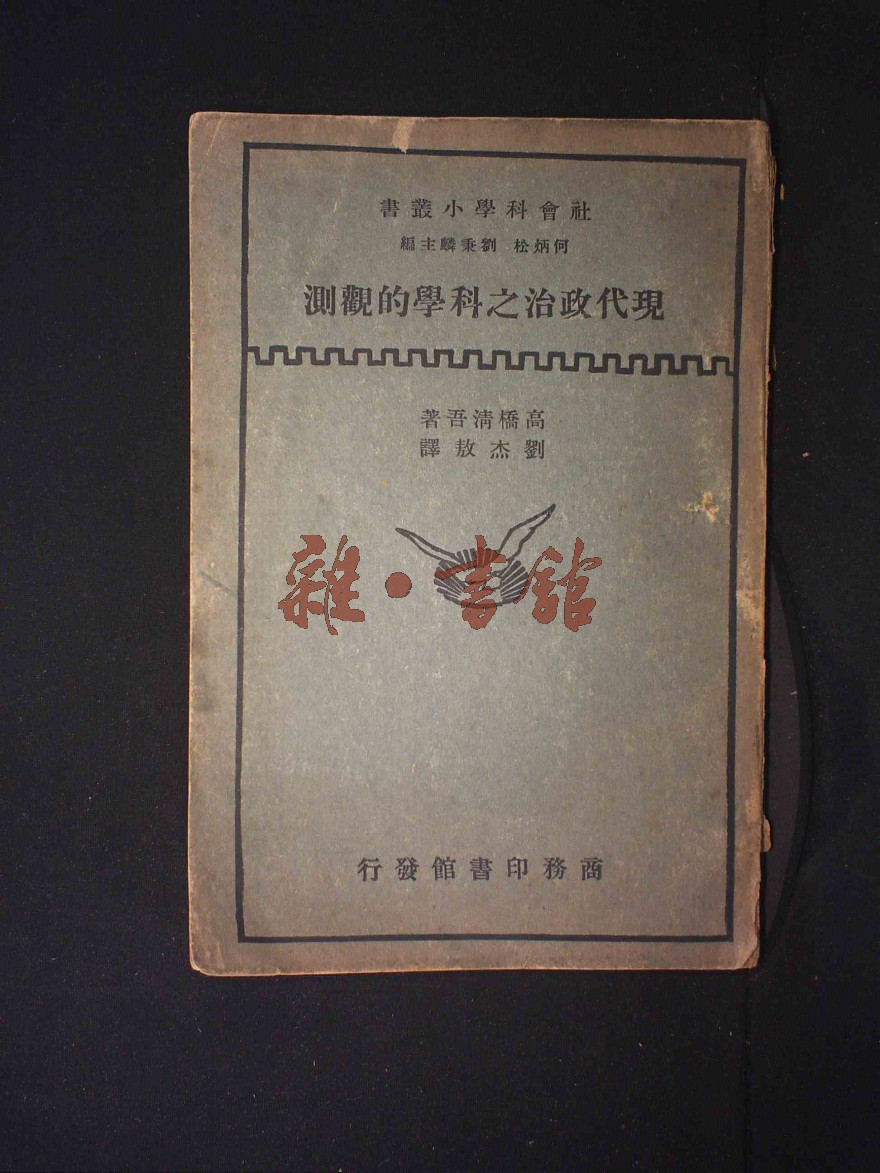 社會科學小叢書
何炳松 劉秉麟主編
現代政治之科學的觀測
高橋清吾著
劉杰敖譯
雜·書館
商務印書館發行